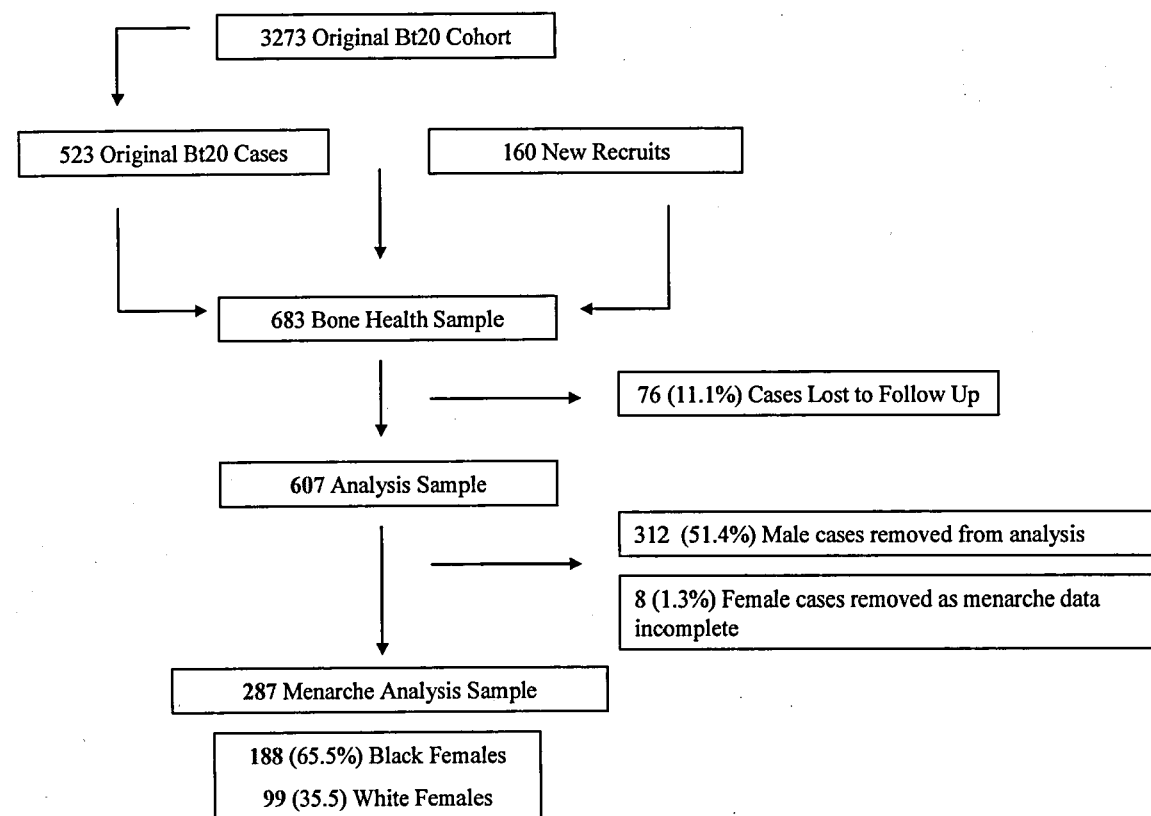 3273 Original Bt20 Cohort
523 Original Bt20 Cases
160 New Recruits
683 Bone Health Sample
76 (11.1%) Cases Lost to Follow Up
607 Analysis Sample
312 (51.4%) Male cases removed from analysis
8 (1.3%) Female cases removed as menarche data
incomplete
287 Menarche Analysis Sample
188 (65.5%) Black Females
99 (35.5) White Females